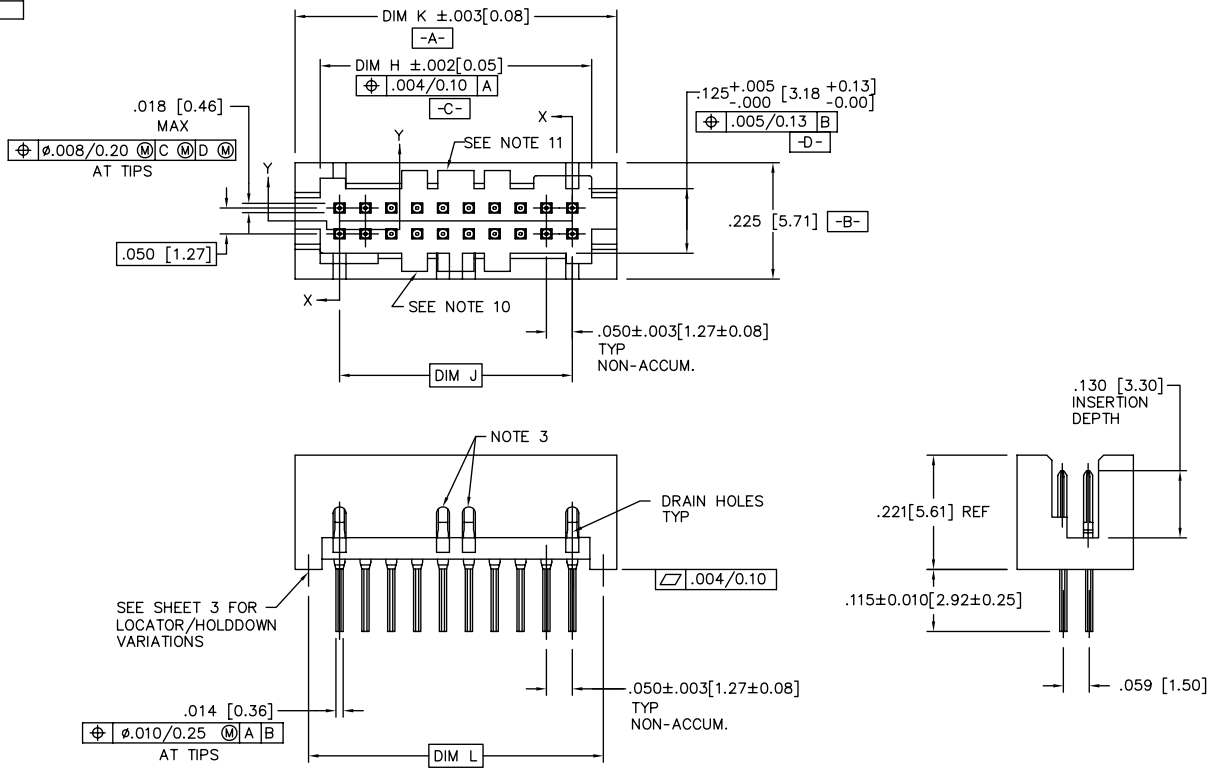 DIM K ±.003[0.08]
-A-
DIM H ±.002[0.05]
⌖ .004/0.10 A
-C-
.018 [0.46]
MAX
⌖ ø.008/0.20 Ⓜ C Ⓜ D Ⓜ
AT TIPS
X
Y
SEE NOTE 11
Y
.125 +.005 -.000 [3.18 +0.13 -0.00]
⌖ .005/0.13 B
-D-
.225 [5.71] -B-
.050 [1.27]
X
SEE NOTE 10
.050±.003[1.27±0.08]
TYP
NON-ACCUM.
DIM J
NOTE 3
DRAIN HOLES
TYP
⏥ .004/0.10
SEE SHEET 3 FOR
LOCATOR/HOLDDOWN
VARIATIONS
.014 [0.36]
⌖ ø.010/0.25 Ⓜ A B
AT TIPS
.050±.003[1.27±0.08]
TYP
NON-ACCUM.
DIM L
.130 [3.30]
INSERTION
DEPTH
.221[5.61] REF
.115±0.010[2.92±0.25]
.059 [1.50]